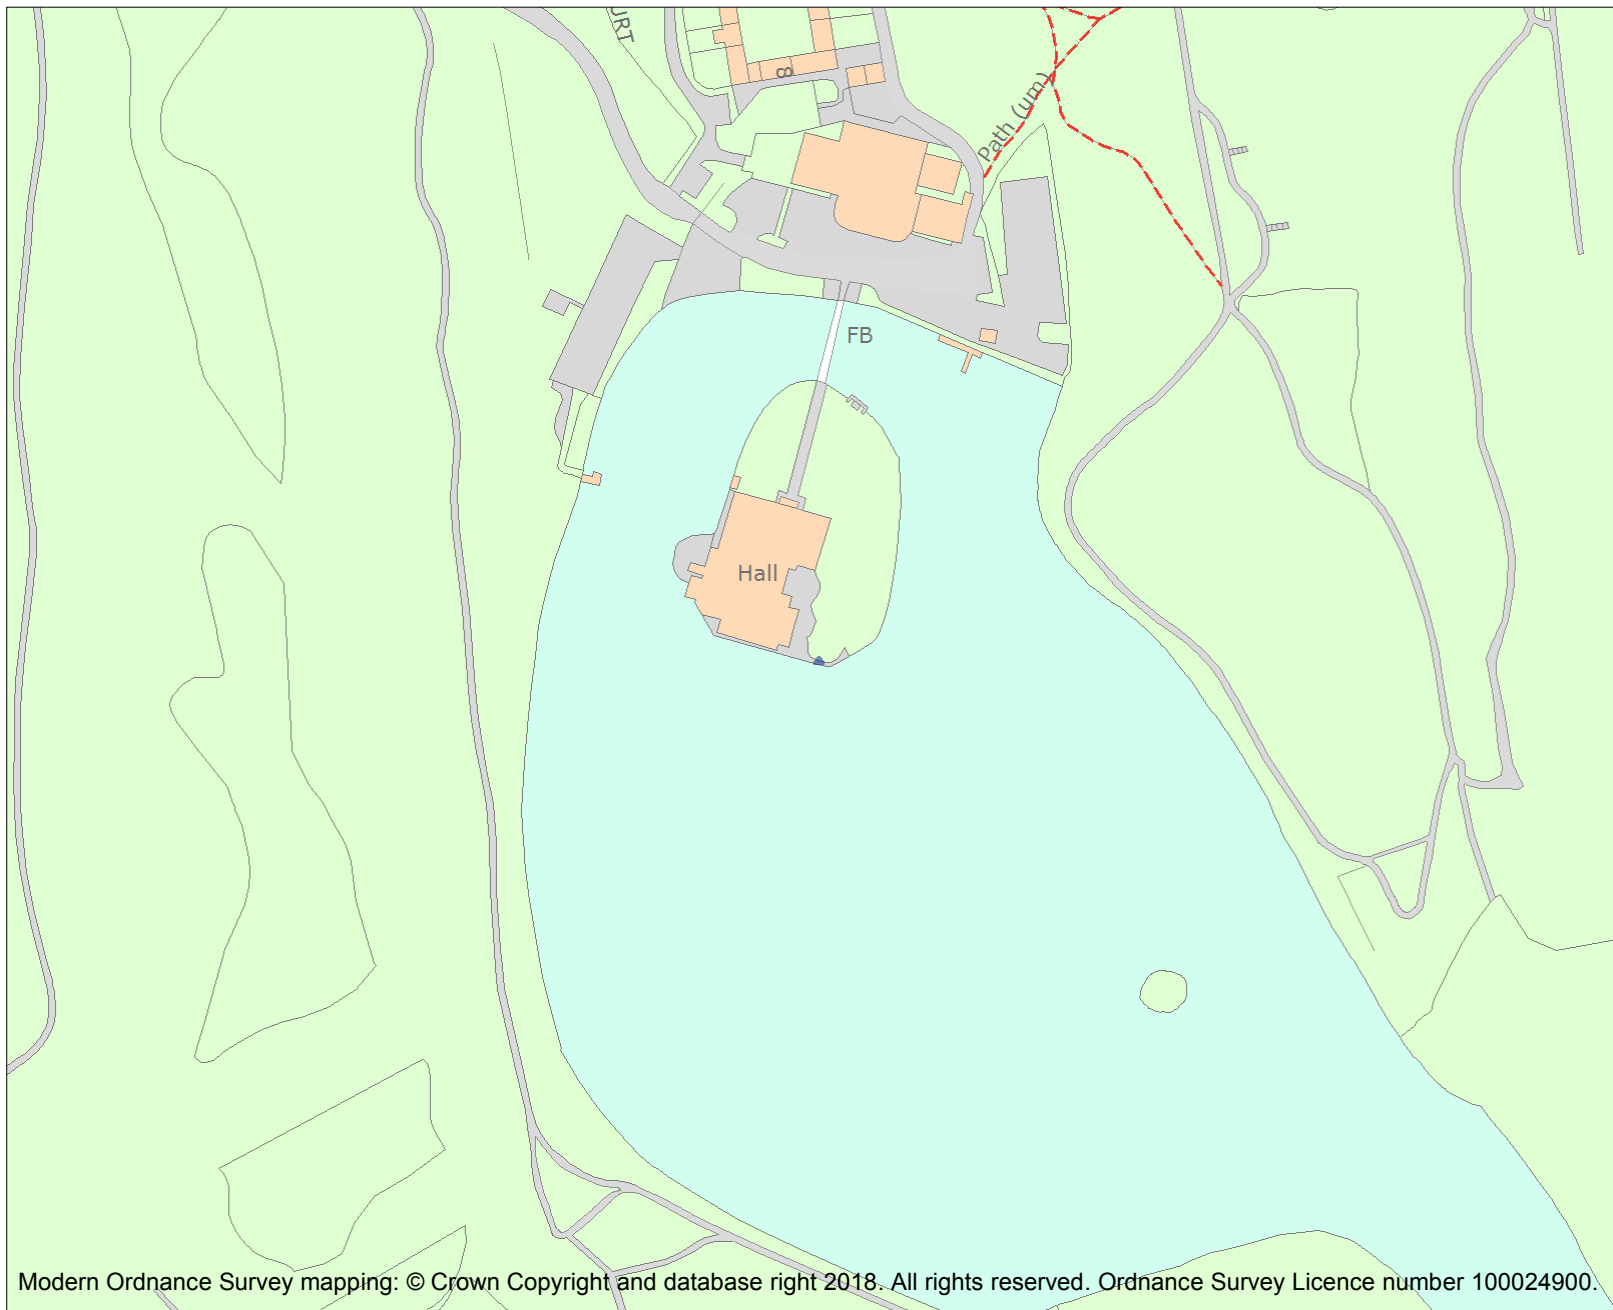 URT
8
Path (um)
FB
Hall
Modern Ordnance Survey mapping: © Crown Copyright and database right 2018. All rights reserved. Ordnance Survey Licence number 100024900.